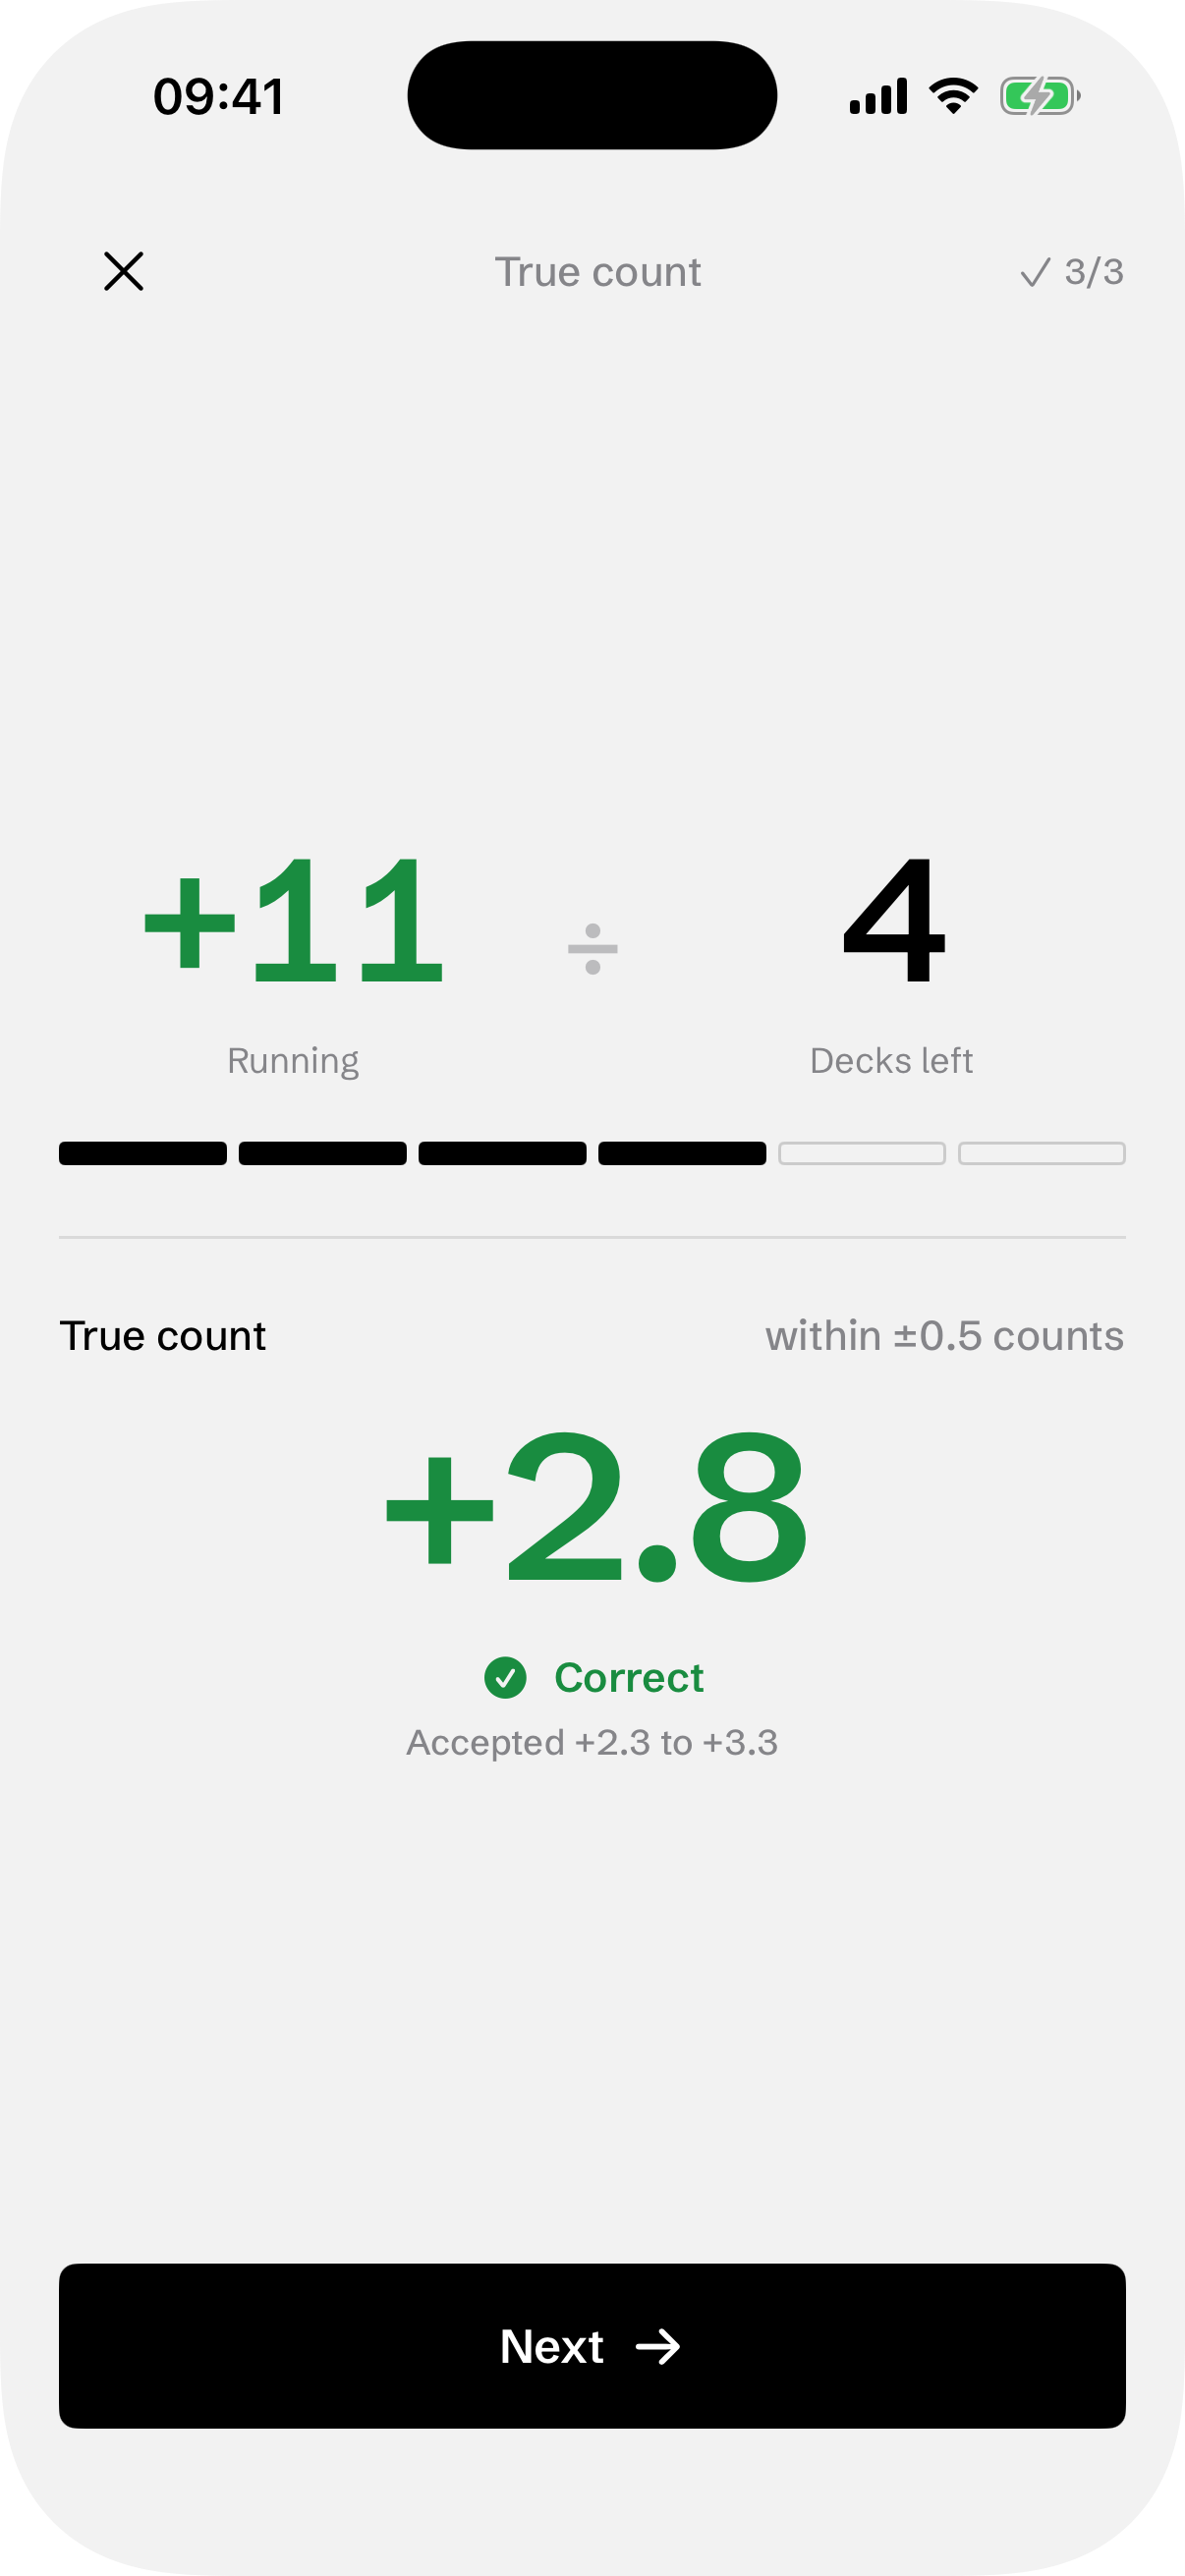 09:41
True count
3/3
+11 ÷ 4
Running
Decks left
True count
within ±0.5 counts
+2.8
Correct
Accepted +2.3 to +3.3
Next